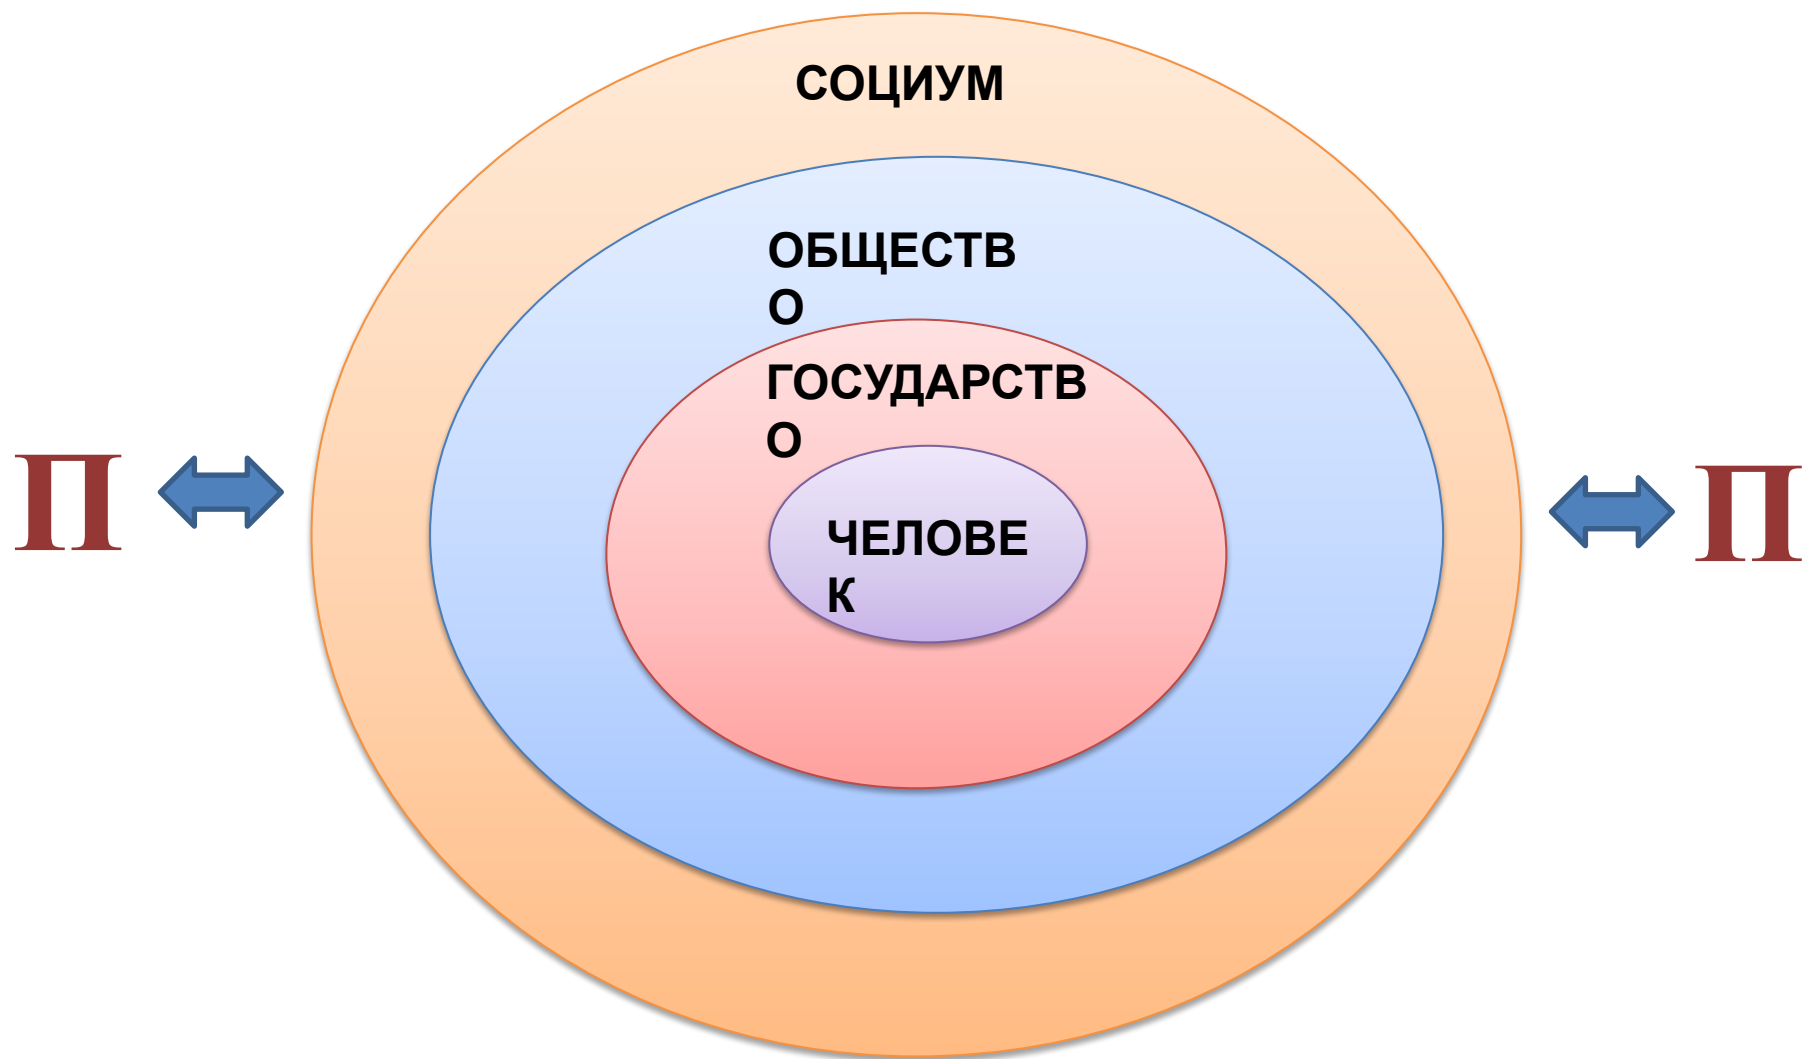 СОЦИУМ
ОБЩЕСТВ
О
ГОСУДАРСТВ
О
П
П
ЧЕЛОВЕ
К